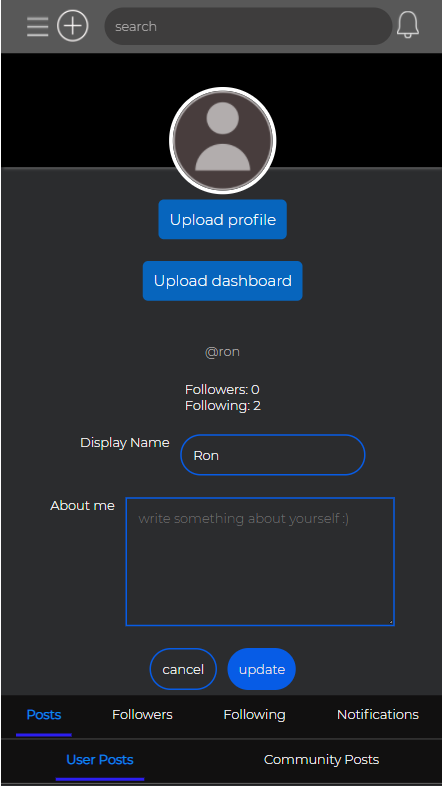 search
Upload profile
Upload dashboard
@ron
Followers: 0
Following: 2
Display Name
Ron
About me
write something about yourself :)
cancel update
Posts Followers Following Notifications
User Posts Community Posts